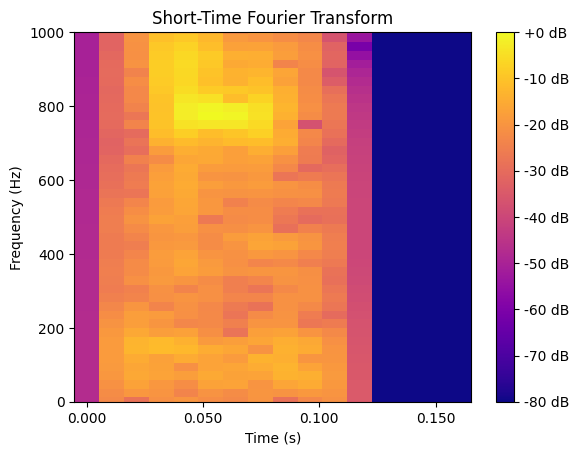 Short-Time Fourier Transform
Frequency (Hz)
1000
800
600
400
200
0
0.000
0.050
0.100
0.150
Time (s)
+0 dB
-10 dB
-20 dB
-30 dB
-40 dB
-50 dB
-60 dB
-70 dB
-80 dB